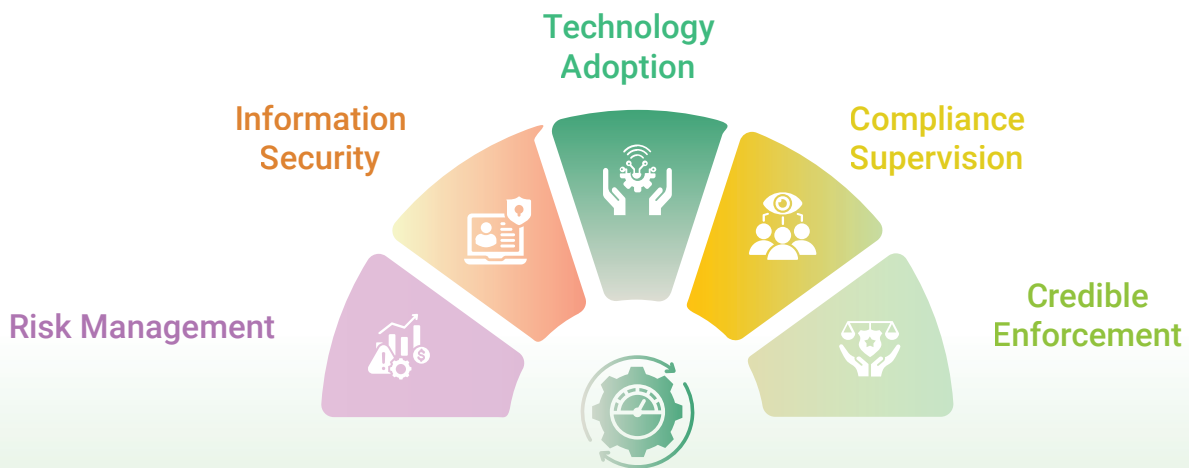 Technology
Adoption
Information
Security
Compliance
Supervision
Risk Management
Credible
Enforcement